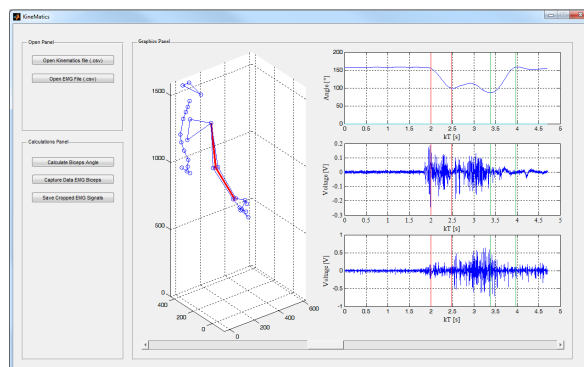 KineMatics
Open Panel
Open Kinematics file (.csv)
Open EMG File (.csv)
Calculations Panel
Calculate Biceps Angle
Capture Data EMG Biceps
Save Cropped EMG Signals
Graphics Panel
1500
1000
500
0
400
200
0
0
200
400
600
Angle [°]
200
150
100
50
0
0 0.5 1 1.5 2 2.5 3 3.5 4 4.5 5
kT [s]
Voltage [V]
0.2
0.1
0
-0.1
-0.2
-0.3
0 0.5 1 1.5 2 2.5 3 3.5 4 4.5 5
kT [s]
Voltage [V]
1
0.5
0
-0.5
-1
0 0.5 1 1.5 2 2.5 3 3.5 4 4.5 5
kT [s]